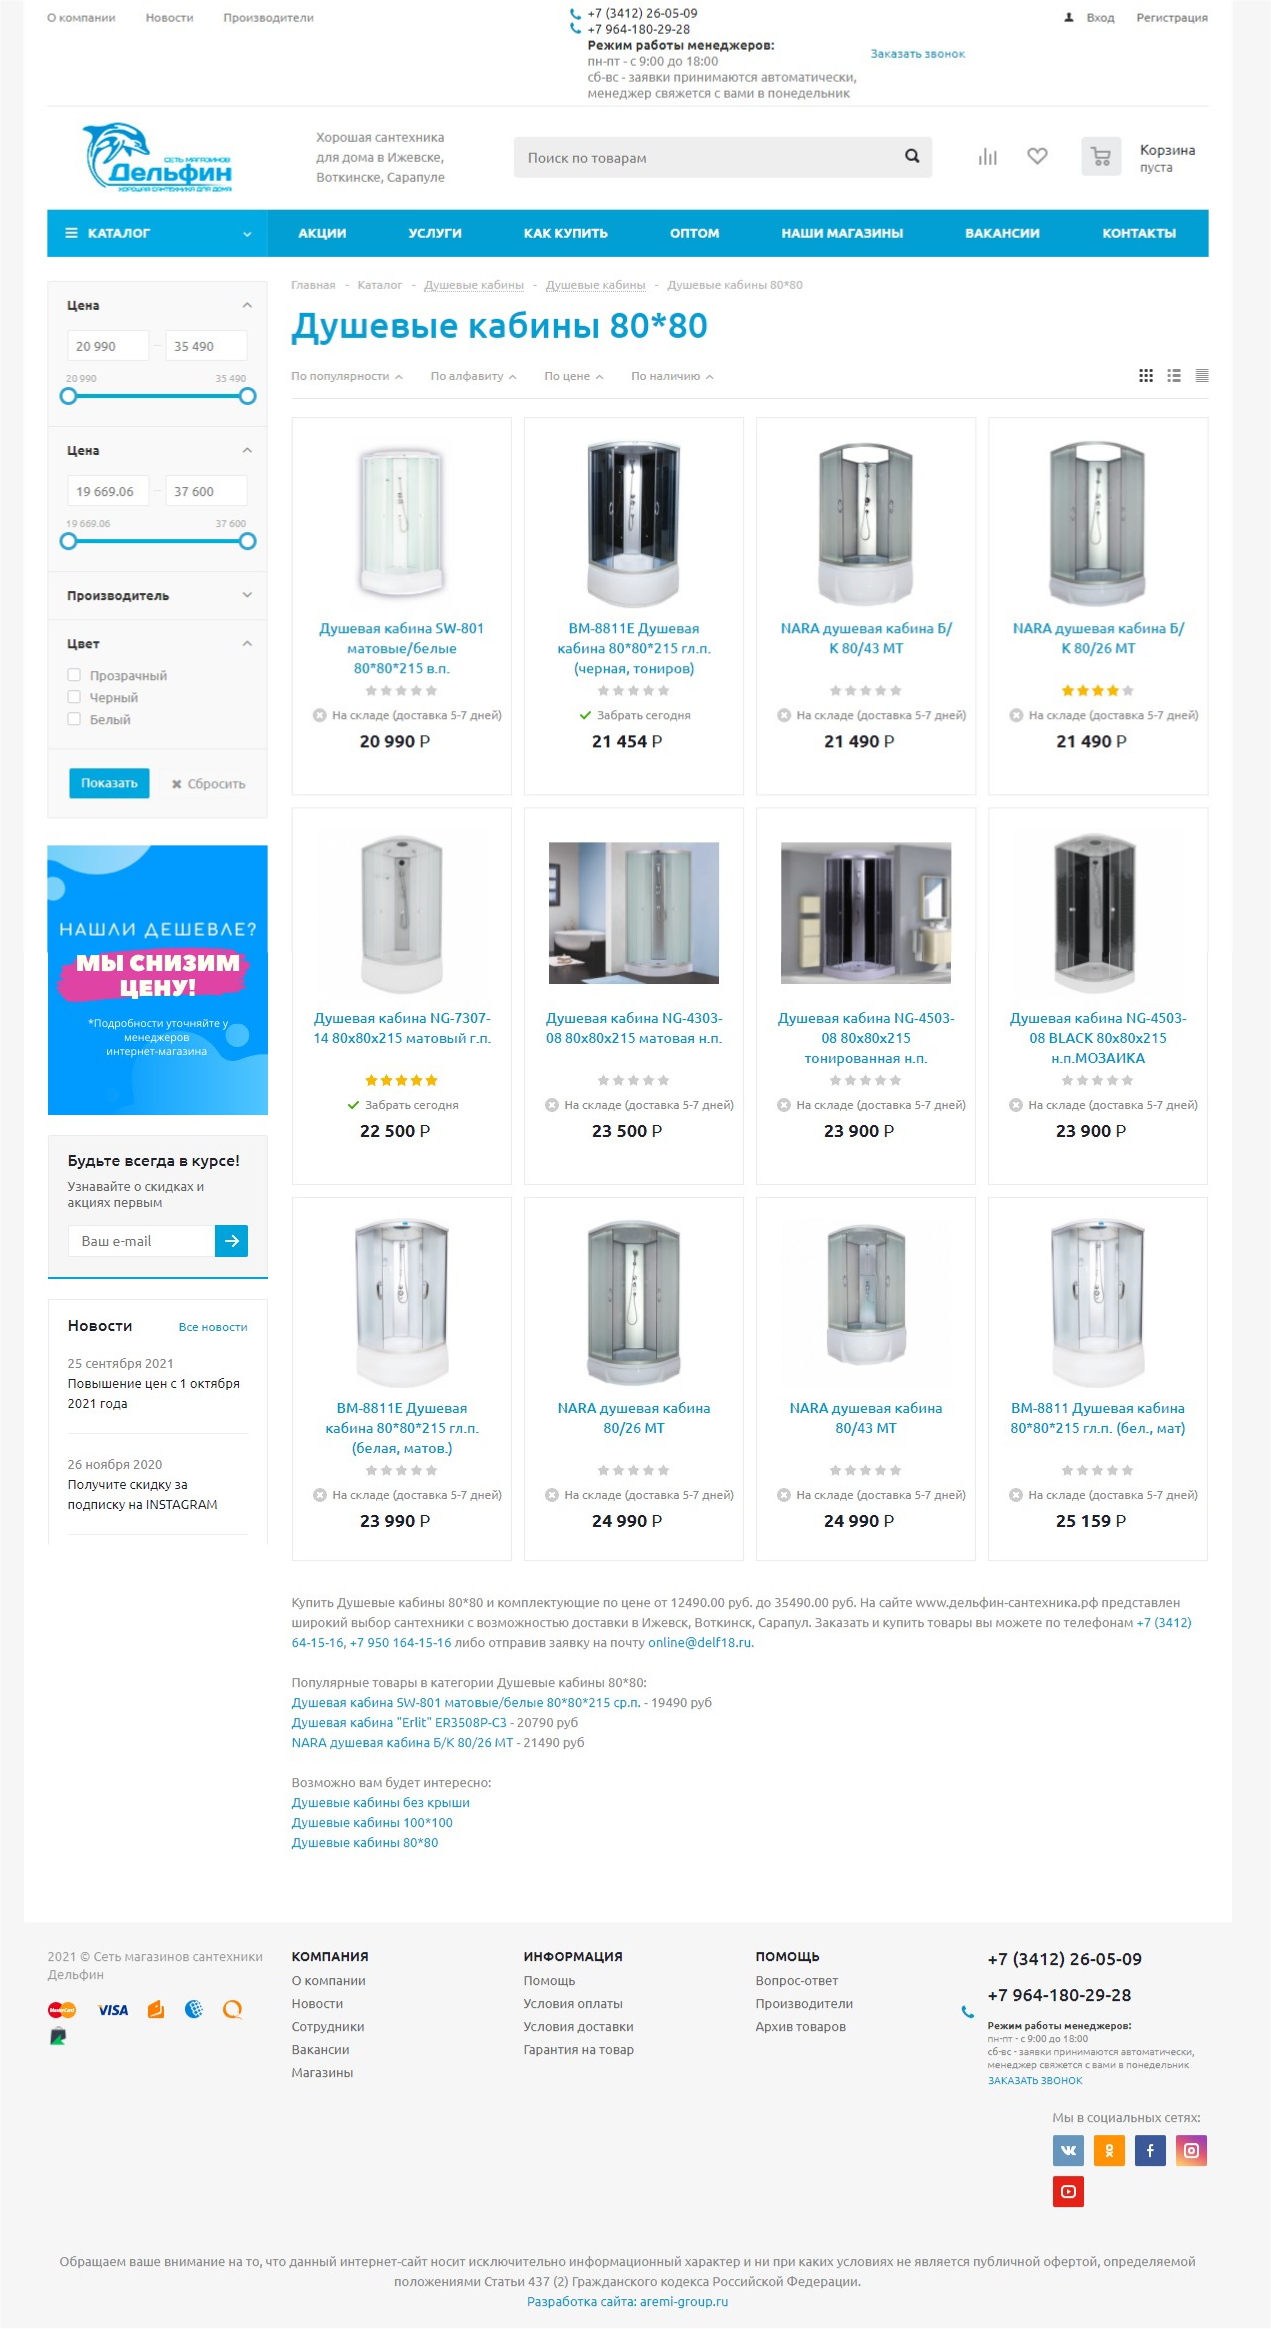 О компании
Новости
Производители
+7 (3412) 26-05-09
+7 964-180-29-28
Режим работы менеджеров:
пн-пт - с 9:00 до 18:00
сб-вс - заявки принимаются автоматически,
менеджер свяжется с вами в понедельник
Заказать звонок
Вход
Регистрация
СЕТЬ МАГАЗИНОВ
Дельфин
ХОРОШАЯ САНТЕХНИКА ДЛЯ ДОМА
Хорошая сантехника
для дома в Ижевске,
Воткинске, Сарапуле
Поиск по товарам
Корзина
пуста
КАТАЛОГ
АКЦИИ
УСЛУГИ
КАК КУПИТЬ
ОПТОМ
НАШИ МАГАЗИНЫ
ВАКАНСИИ
КОНТАКТЫ
Цена
20 990 – 35 490
20 990 35 490
Цена
19 669.06 – 37 600
19 669.06 37 600
Производитель
Цвет
Прозрачный
Черный
Белый
Показать
Сбросить
НАШЛИ ДЕШЕВЛЕ?
МЫ СНИЗИМ
ЦЕНУ!
*Подробности уточняйте у
менеджеров
интернет-магазина
Будьте всегда в курсе!
Узнавайте о скидках и
акциях первым
Ваш e-mail
Новости
Все новости
25 сентября 2021
Повышение цен с 1 октября
2021 года
26 ноября 2020
Получите скидку за
подписку на INSTAGRAM
Главная - Каталог - Душевые кабины - Душевые кабины - Душевые кабины 80*80
Душевые кабины 80*80
По популярности
По алфавиту
По цене
По наличию
Душевая кабина SW-801
матовые/белые
80*80*215 в.п.
На складе (доставка 5-7 дней)
20 990 Р
BM-8811E Душевая
кабина 80*80*215 гл.п.
(черная, тониров)
Забрать сегодня
21 454 Р
NARA душевая кабина Б/
К 80/43 МТ
На складе (доставка 5-7 дней)
21 490 Р
NARA душевая кабина Б/
К 80/26 МТ
На складе (доставка 5-7 дней)
21 490 Р
Душевая кабина NG-7307-
14 80х80х215 матовый г.п.
Забрать сегодня
22 500 Р
Душевая кабина NG-4303-
08 80х80х215 матовая н.п.
На складе (доставка 5-7 дней)
23 500 Р
Душевая кабина NG-4503-
08 80х80х215
тонированная н.п.
На складе (доставка 5-7 дней)
23 900 Р
Душевая кабина NG-4503-
08 BLACK 80х80х215
н.п.МОЗАИКА
На складе (доставка 5-7 дней)
23 900 Р
BM-8811E Душевая
кабина 80*80*215 гл.п.
(белая, матов.)
На складе (доставка 5-7 дней)
23 990 Р
NARA душевая кабина
80/26 МТ
На складе (доставка 5-7 дней)
24 990 Р
NARA душевая кабина
80/43 МТ
На складе (доставка 5-7 дней)
24 990 Р
BM-8811 Душевая кабина
80*80*215 гл.п. (бел., мат)
На складе (доставка 5-7 дней)
25 159 Р
Купить Душевые кабины 80*80 и комплектующие по цене от 12490.00 руб. до 35490.00 руб. На сайте www.дельфин-сантехника.рф представлен
широкий выбор сантехники с возможностью доставки в Ижевск, Воткинск, Сарапул. Заказать и купить товары вы можете по телефонам +7 (3412)
64-15-16, +7 950 164-15-16 либо отправив заявку на почту online@delf18.ru.
Популярные товары в категории Душевые кабины 80*80:
Душевая кабина SW-801 матовые/белые 80*80*215 ср.п. - 19490 руб
Душевая кабина "Erlit" ER3508P-C3 - 20790 руб
NARA душевая кабина Б/К 80/26 МТ - 21490 руб
Возможно вам будет интересно:
Душевые кабины без крыши
Душевые кабины 100*100
Душевые кабины 80*80
2021 © Сеть магазинов сантехники
Дельфин
MasterCard VISA
КОМПАНИЯ
О компании
Новости
Сотрудники
Вакансии
Магазины
ИНФОРМАЦИЯ
Помощь
Условия оплаты
Условия доставки
Гарантия на товар
ПОМОЩЬ
Вопрос-ответ
Производители
Архив товаров
+7 (3412) 26-05-09
+7 964-180-29-28
Режим работы менеджеров:
пн-пт - с 9:00 до 18:00
сб-вс - заявки принимаются автоматически,
менеджер свяжется с вами в понедельник
ЗАКАЗАТЬ ЗВОНОК
Мы в социальных сетях:
Обращаем ваше внимание на то, что данный интернет-сайт носит исключительно информационный характер и ни при каких условиях не является публичной офертой, определяемой
положениями Статьи 437 (2) Гражданского кодекса Российской Федерации.
Разработка сайта: aremi-group.ru